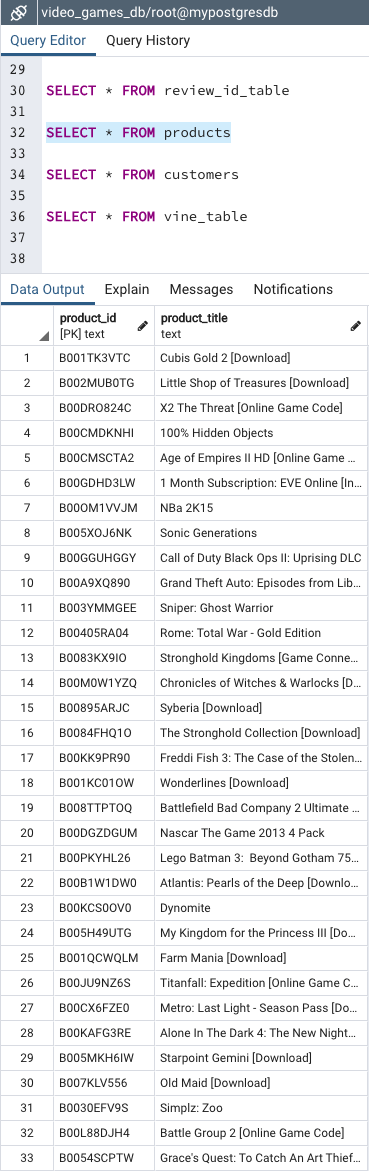 video_games_db/root@mypostgresdb
Query Editor Query History
29
30 SELECT * FROM review_id_table
31
32 SELECT * FROM products
33
34 SELECT * FROM customers
35
36 SELECT * FROM vine_table
37
38
Data Output Explain Messages Notifications
product_id product_title
[PK] text text
1 B001TK3VTC Cubis Gold 2 [Download]
2 B002MUB0TG Little Shop of Treasures [Download]
3 B00DRO824C X2 The Threat [Online Game Code]
4 B00CMDKNHI 100% Hidden Objects
5 B00CMSCTA2 Age of Empires II HD [Online Game ...
6 B00GDHD3LW 1 Month Subscription: EVE Online [In...
7 B00OM1VVJM NBa 2K15
8 B005XOJ6NK Sonic Generations
9 B00GGUHGGY Call of Duty Black Ops II: Uprising DLC
10 B00A9XQ890 Grand Theft Auto: Episodes from Lib...
11 B003YMMGEE Sniper: Ghost Warrior
12 B00405RA04 Rome: Total War - Gold Edition
13 B0083KX9IO Stronghold Kingdoms [Game Conne...
14 B00M0W1YZQ Chronicles of Witches & Warlocks [D...
15 B00895ARJC Syberia [Download]
16 B0084FHQ1O The Stronghold Collection [Download]
17 B00KK9PR90 Freddi Fish 3: The Case of the Stolen...
18 B001KC01OW Wonderlines [Download]
19 B008TTPTOQ Battlefield Bad Company 2 Ultimate ...
20 B00DGZDGUM Nascar The Game 2013 4 Pack
21 B00PKYHL26 Lego Batman 3:  Beyond Gotham 75...
22 B00B1W1DW0 Atlantis: Pearls of the Deep [Downlo...
23 B00KCS0OV0 Dynomite
24 B005H49UTG My Kingdom for the Princess III [Do...
25 B001QCWQLM Farm Mania [Download]
26 B00JU9NZ6S Titanfall: Expedition [Online Game C...
27 B00CX6FZE0 Metro: Last Light - Season Pass [Do...
28 B00KAFG3RE Alone In The Dark 4: The New Night...
29 B005MKH6IW Starpoint Gemini [Download]
30 B007KLV556 Old Maid [Download]
31 B0030EFV9S Simplz: Zoo
32 B00L88DJH4 Battle Group 2 [Online Game Code]
33 B0054SCPTW Grace's Quest: To Catch An Art Thief...